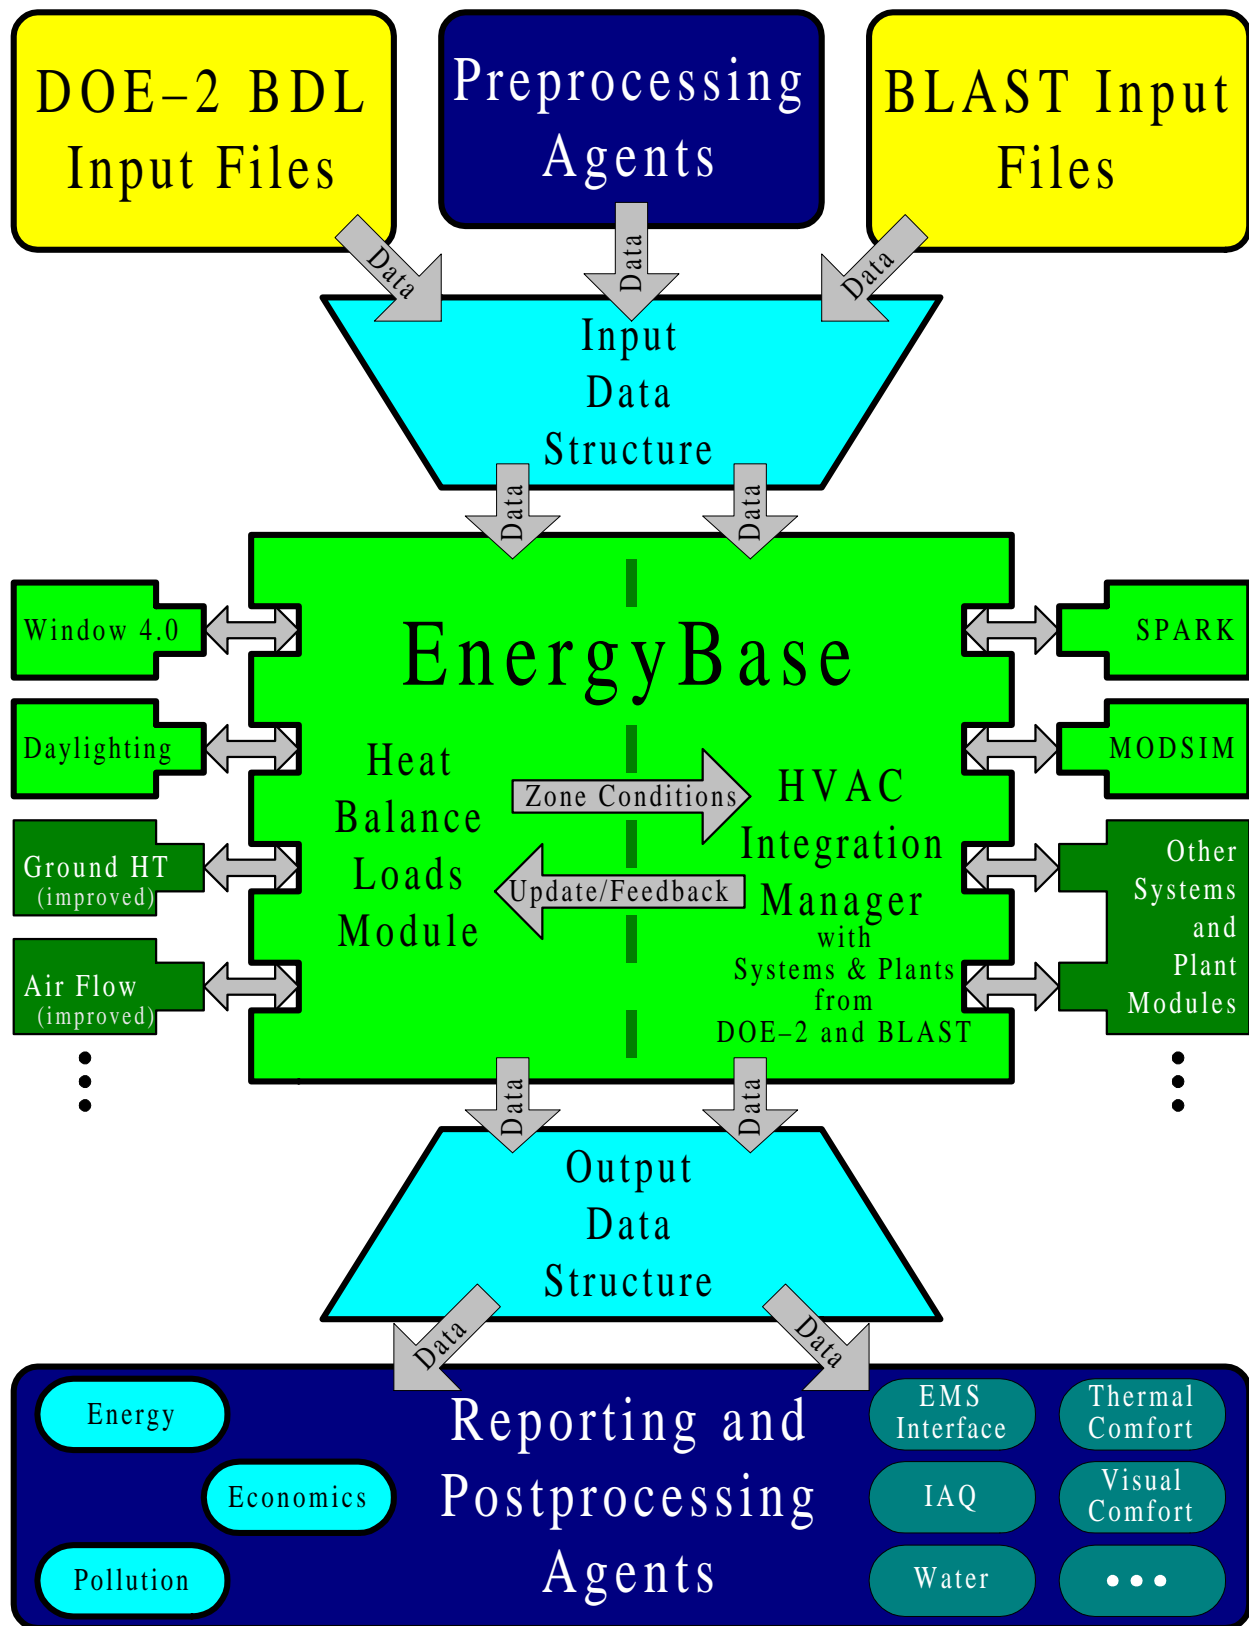 DOE–2 BDL
Input Files
Preprocessing
Agents
BLAST Input
Files
Data
Data
Data
Input
Data
Structure
Data
Data
EnergyBase
Window 4.0
Daylighting
Ground HT
(improved)
Air Flow
(improved)
Heat
Balance
Loads
Module
Zone Conditions
Update/Feedback
HVAC
Integration
Manager
with
Systems & Plants
from
DOE–2 and BLAST
SPARK
MODSIM
Other
Systems
and
Plant
Modules
Data
Data
Output
Data
Structure
Data
Data
Energy
Economics
Pollution
Reporting and
Postprocessing
Agents
EMS
Interface
Thermal
Comfort
IAQ
Visual
Comfort
Water
•••